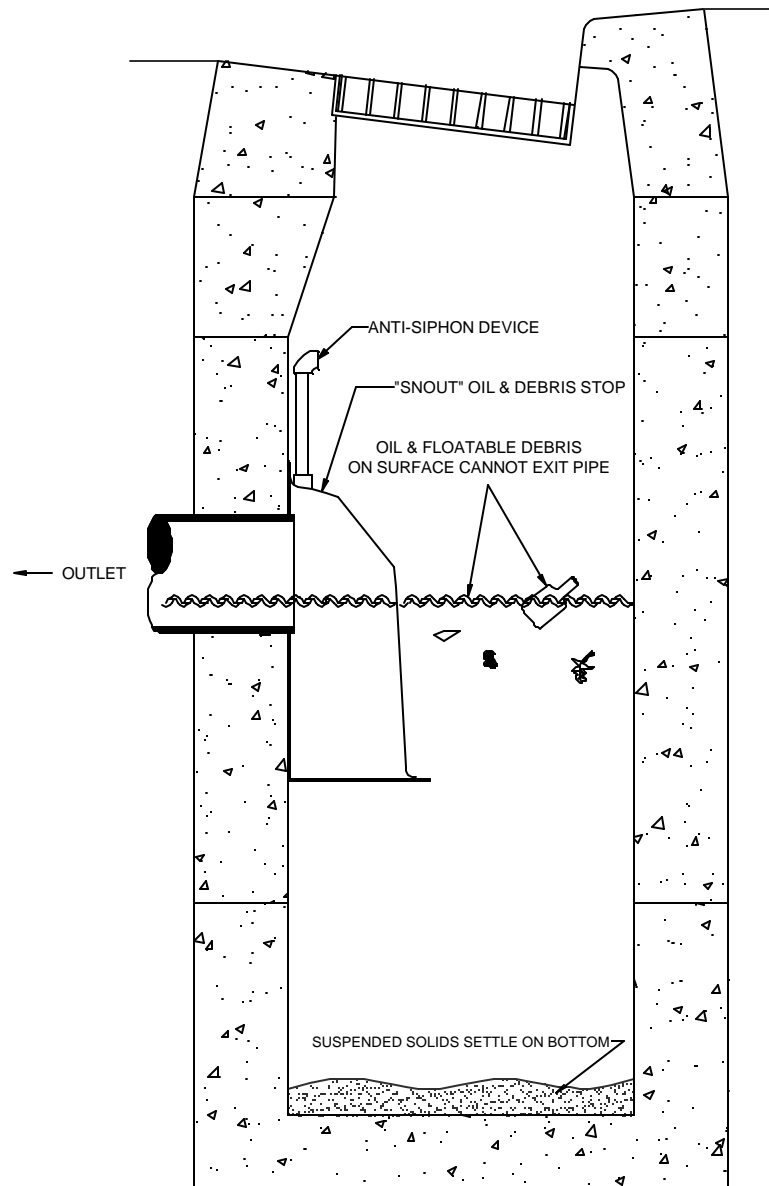 ANTI-SIPHON DEVICE
"SNOUT" OIL & DEBRIS STOP
OIL & FLOATABLE DEBRIS
ON SURFACE CANNOT EXIT PIPE
OUTLET
SUSPENDED SOLIDS SETTLE ON BOTTOM